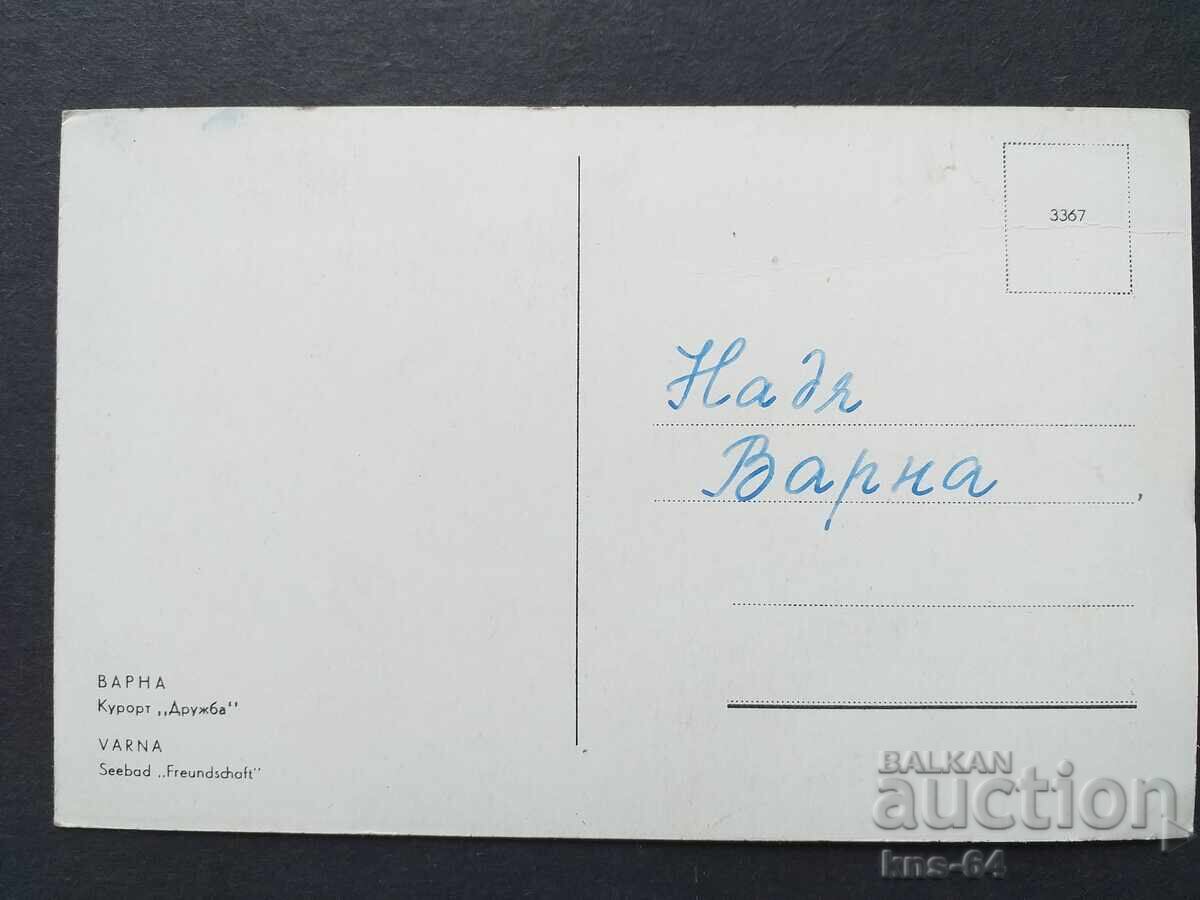 3367
Надя
Варна
ВАРНА
Курорт ,,Дружба"
VARNA
Seebad ,,Freundschaft"
BALKAN
auction
kns-64